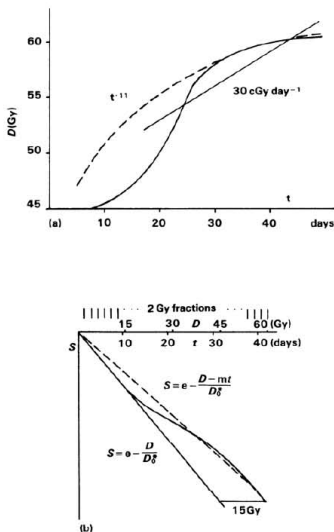 60
55
50
45
D(Gy)
t⁻¹¹
30 cGy day⁻¹
t
(a) 10 20 30 40 days
2 Gy fractions
15 30 D 45 60 (Gy)
10 20 t 30 40 (days)
S
S=e-D-mt/D₀*
S=e-D/D₀*
15Gy
(b)